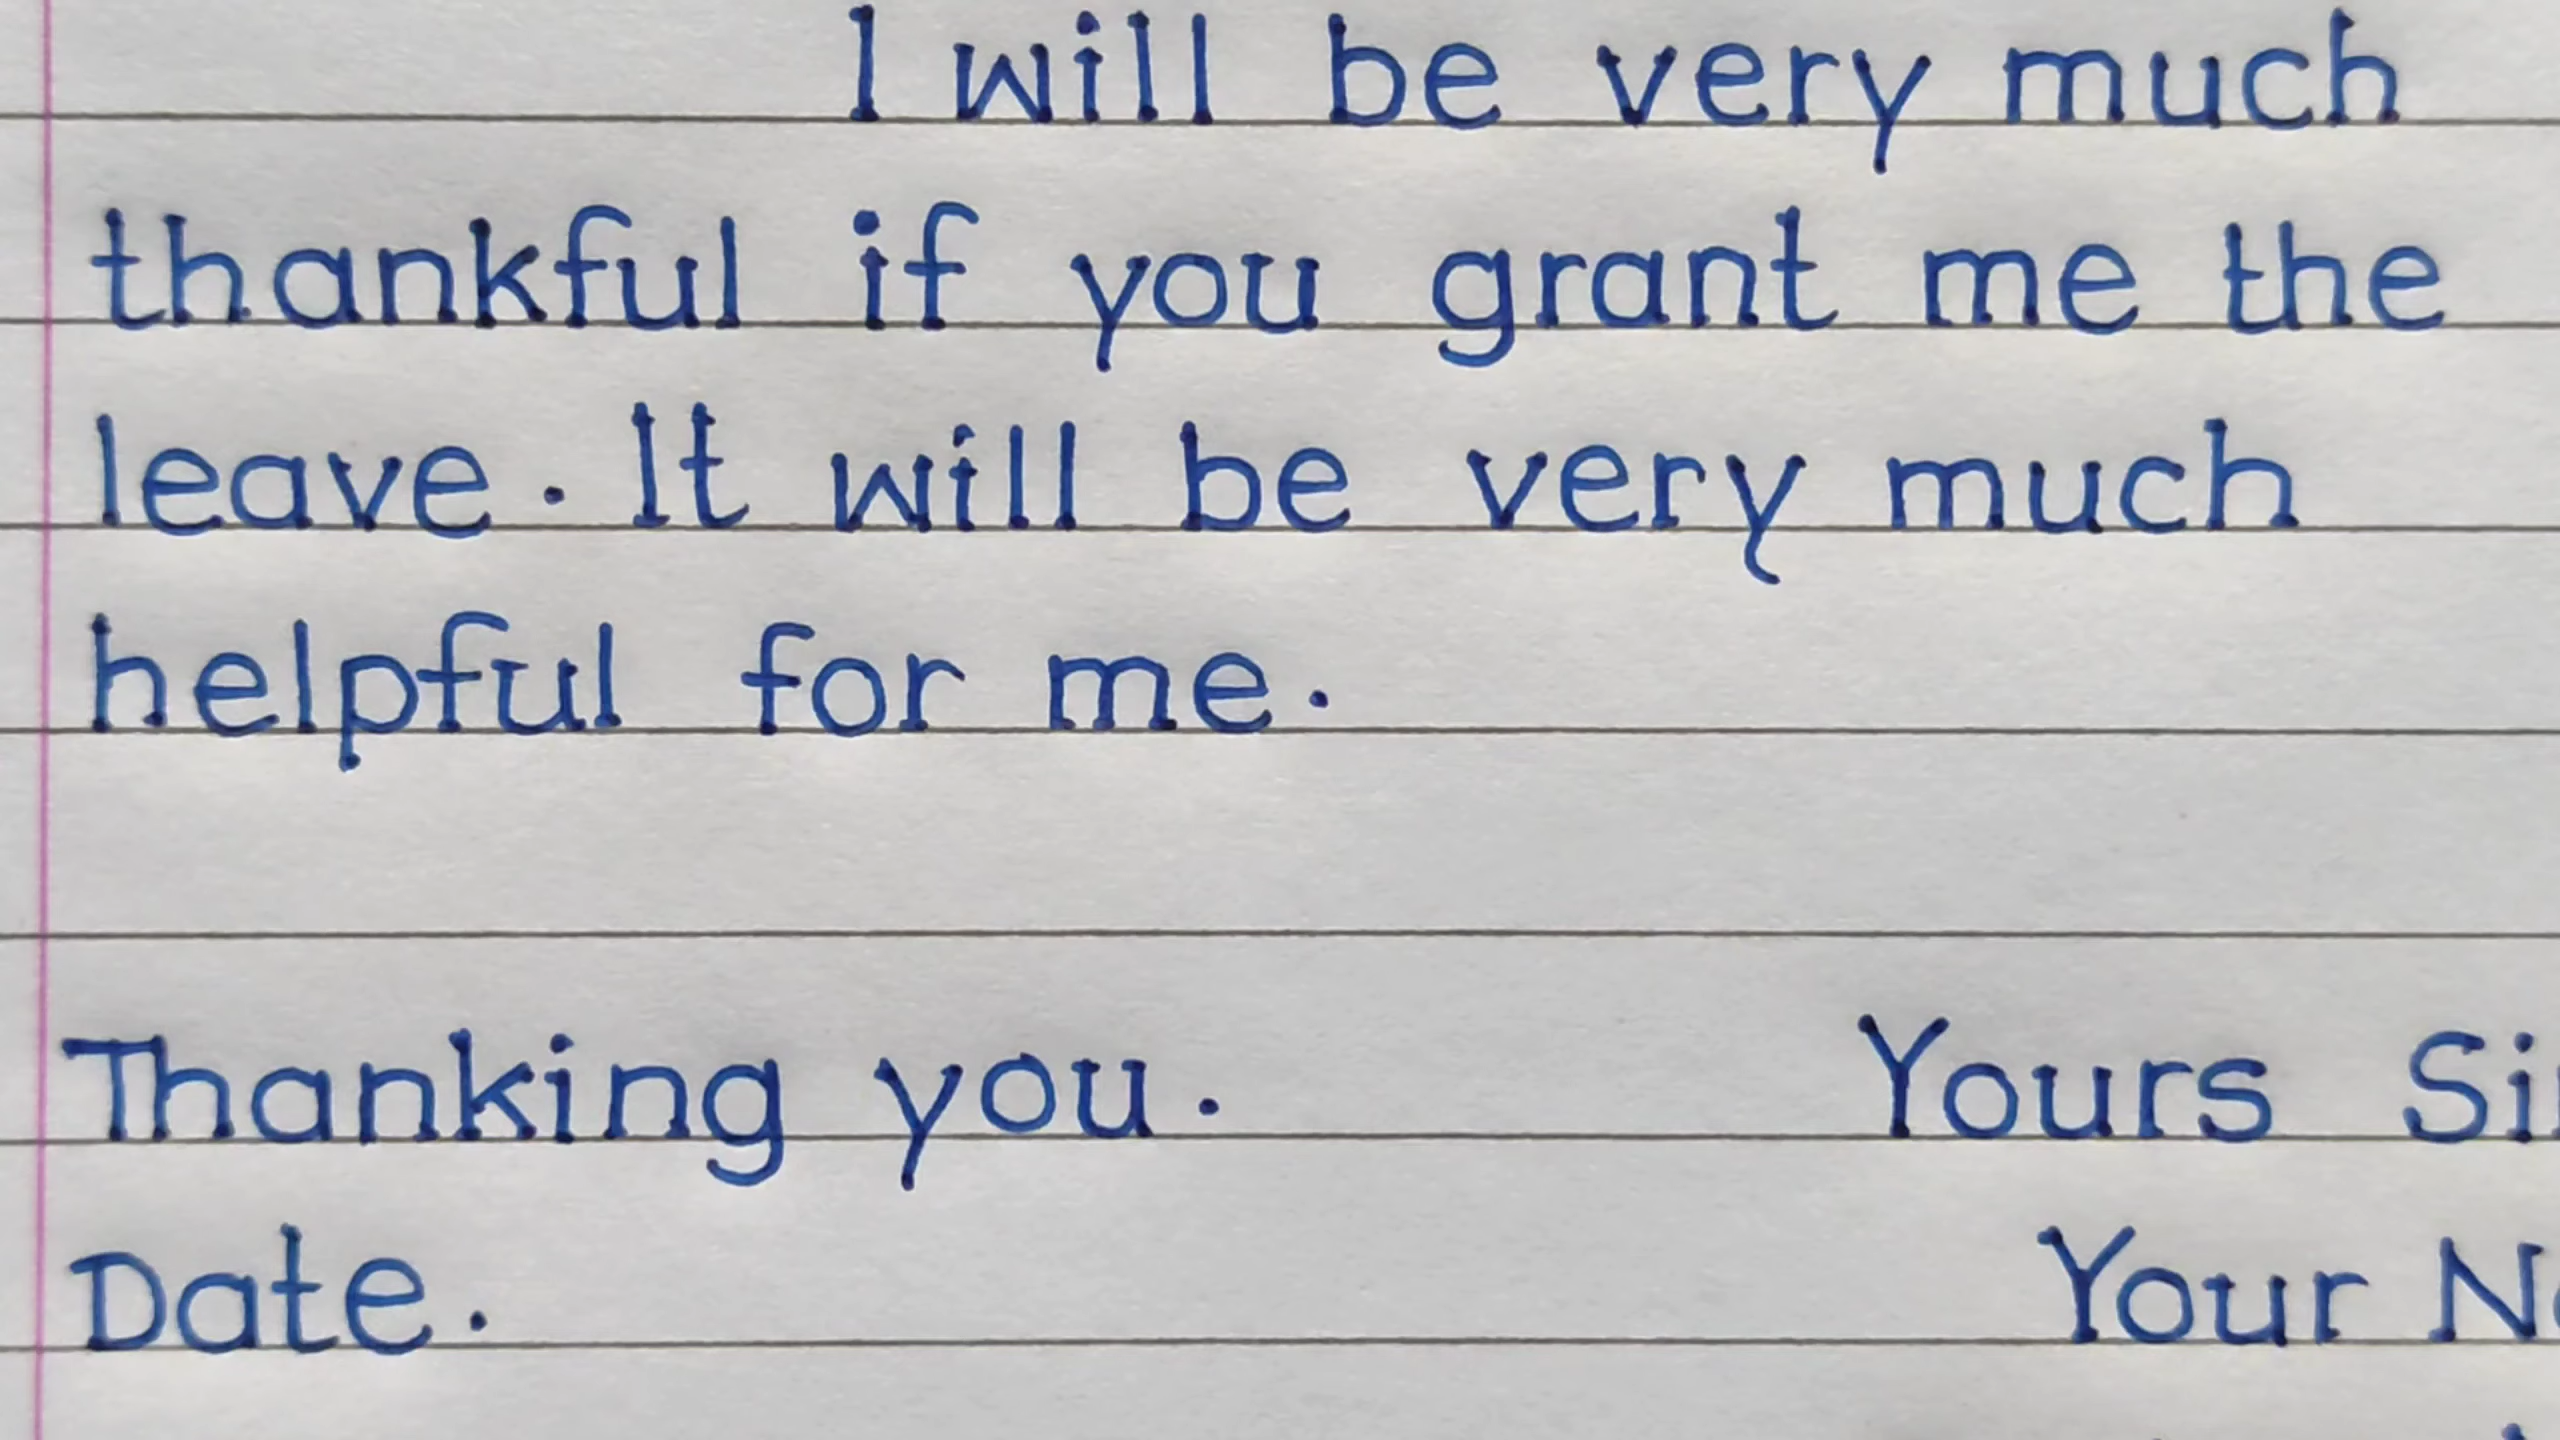 I will be very much
thankful if you grant me the
leave. It will be very much
helpful for me.
Thanking you. Yours
Date. Your